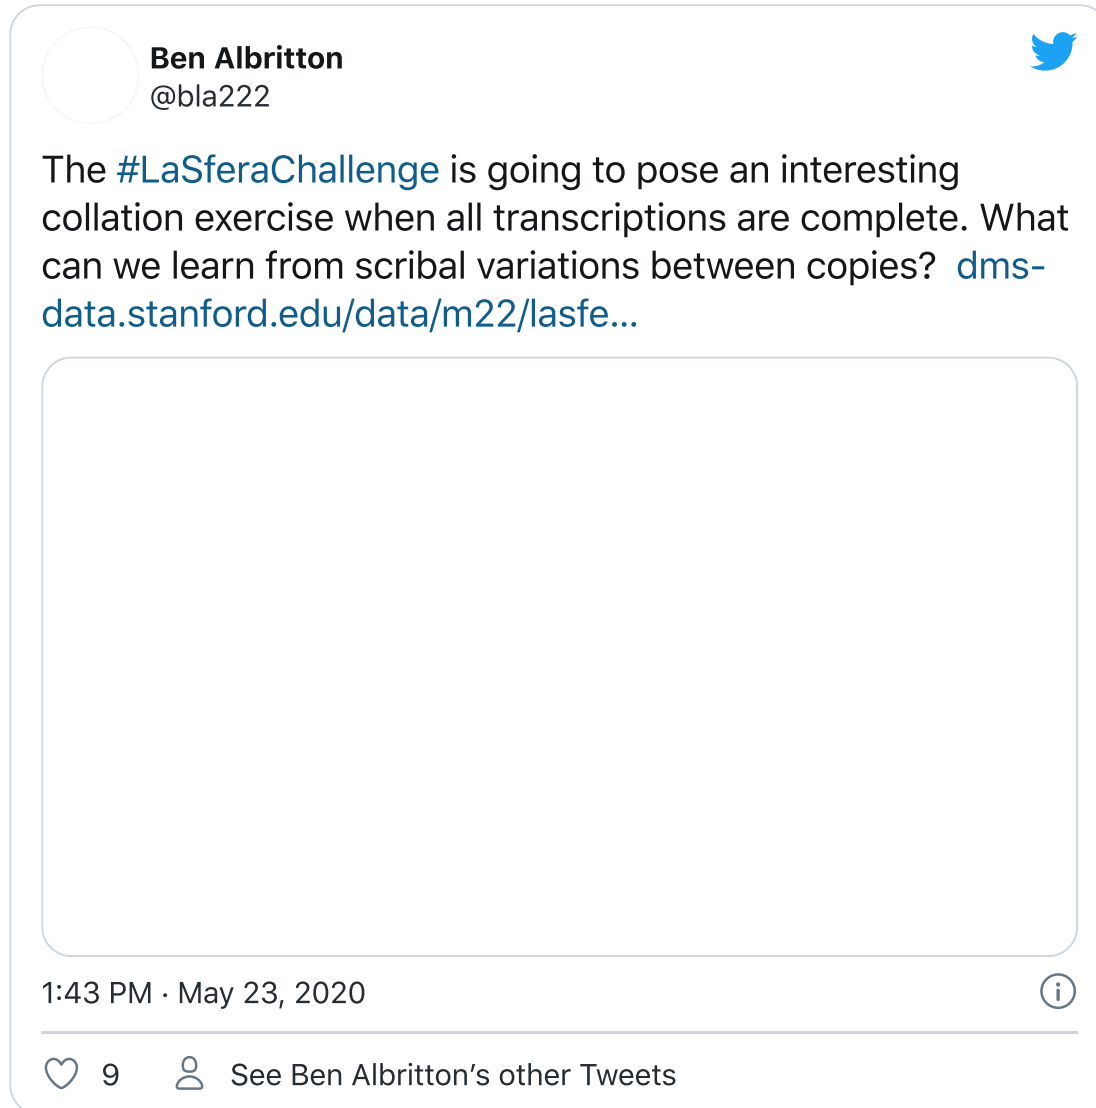 Ben Albritton
@bla222
The #LaSferaChallenge is going to pose an interesting
collation exercise when all transcriptions are complete. What
can we learn from scribal variations between copies?  dms-
data.stanford.edu/data/m22/lasfe...
1:43 PM · May 23, 2020
9 See Ben Albritton's other Tweets